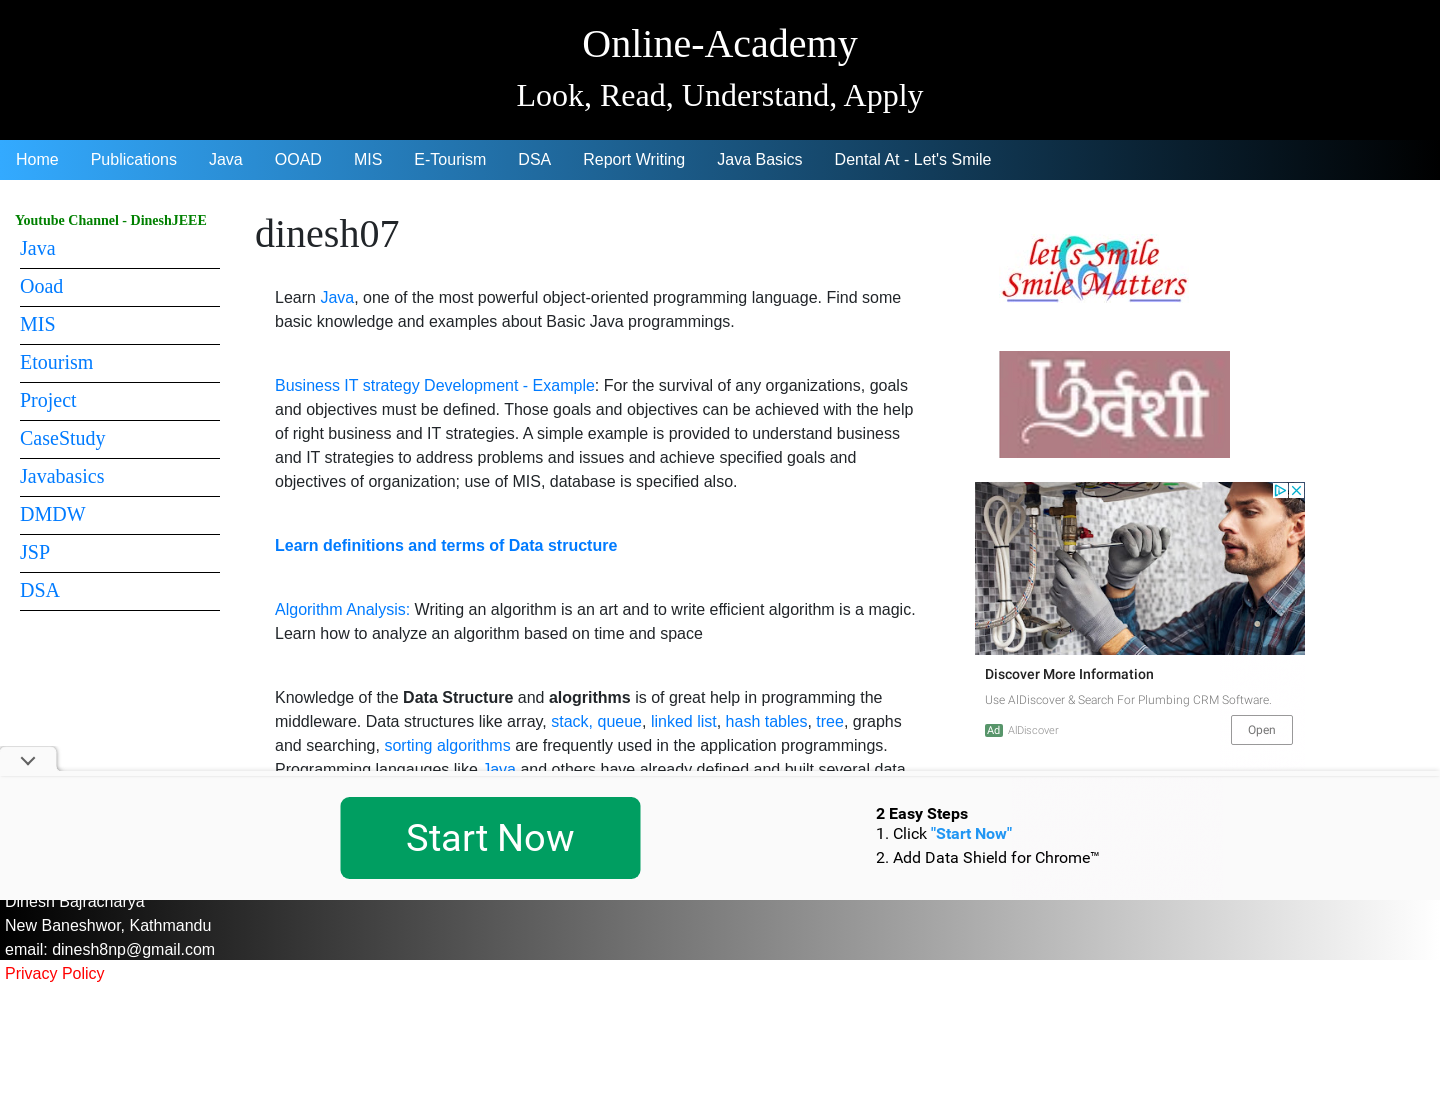 Online-Academy
Look, Read, Understand, Apply
Home Publications Java OOAD MIS E-Tourism DSA Report Writing Java Basics Dental At - Let's Smile
Youtube Channel - DineshJEEE
Java
Ooad
MIS
Etourism
Project
CaseStudy
Javabasics
DMDW
JSP
DSA
dinesh07
Learn Java, one of the most powerful object-oriented programming language. Find some
basic knowledge and examples about Basic Java programmings.
Business IT strategy Development - Example: For the survival of any organizations, goals
and objectives must be defined. Those goals and objectives can be achieved with the help
of right business and IT strategies. A simple example is provided to understand business
and IT strategies to address problems and issues and achieve specified goals and
objectives of organization; use of MIS, database is specified also.
Learn definitions and terms of Data structure
Algorithm Analysis: Writing an algorithm is an art and to write efficient algorithm is a magic.
Learn how to analyze an algorithm based on time and space
Knowledge of the Data Structure and alogrithms is of great help in programming the
middleware. Data structures like array, stack, queue, linked list, hash tables, tree, graphs
and searching, sorting algorithms are frequently used in the application programmings.
Programming langauges like Java and others have already defined and built several data
let's Smile
Smile Matters
उर्वशी
Discover More Information
Use AIDiscover & Search For Plumbing CRM Software.
Ad AIDiscover
Open
Start Now
2 Easy Steps
1. Click "Start Now"
2. Add Data Shield for Chrome™
Dinesh Bajracharya
New Baneshwor, Kathmandu
email: dinesh8np@gmail.com
Privacy Policy